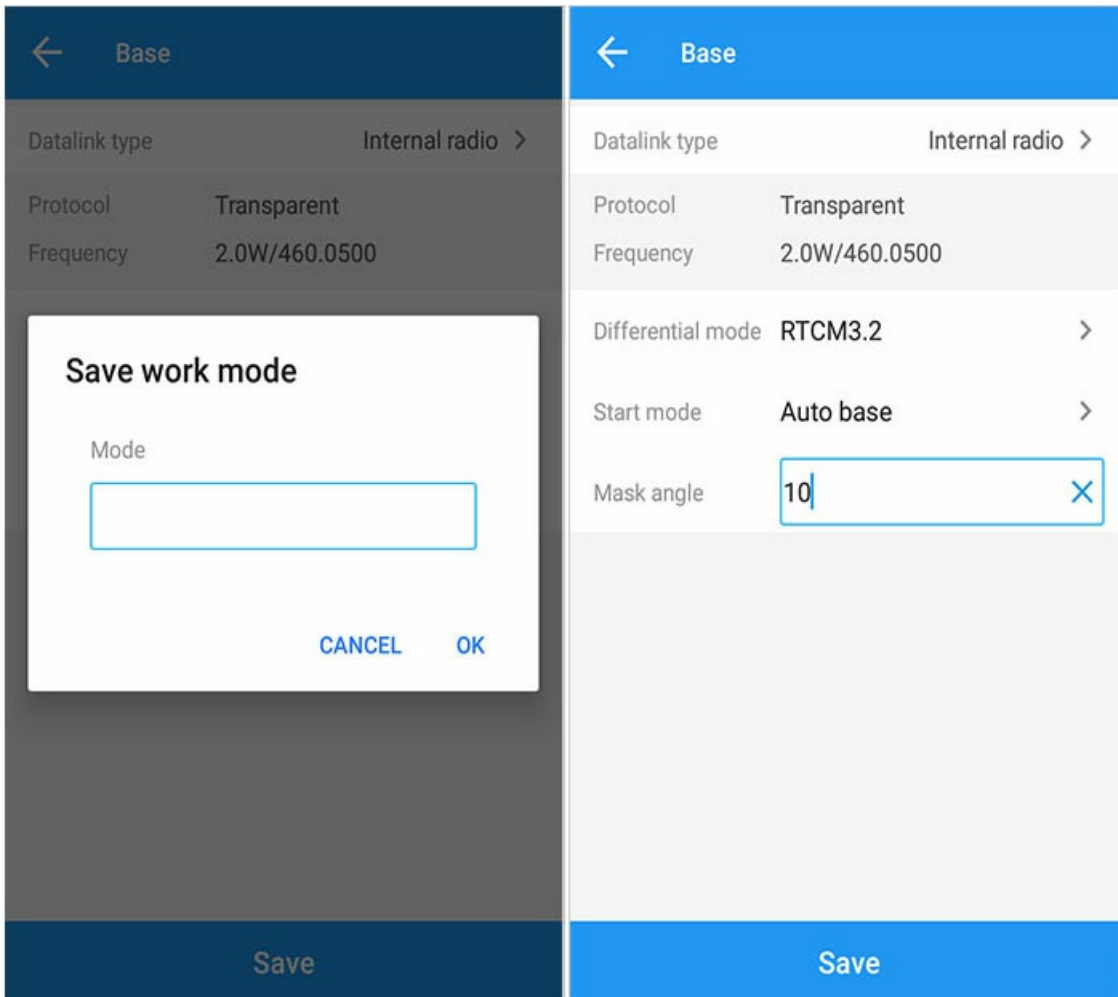 Base
Datalink type Internal radio
Protocol Transparent
Frequency 2.0W/460.0500
Save work mode
Mode
CANCEL OK
Save
Base
Datalink type Internal radio
Protocol Transparent
Frequency 2.0W/460.0500
Differential mode RTCM3.2
Start mode Auto base
Mask angle 10
Save